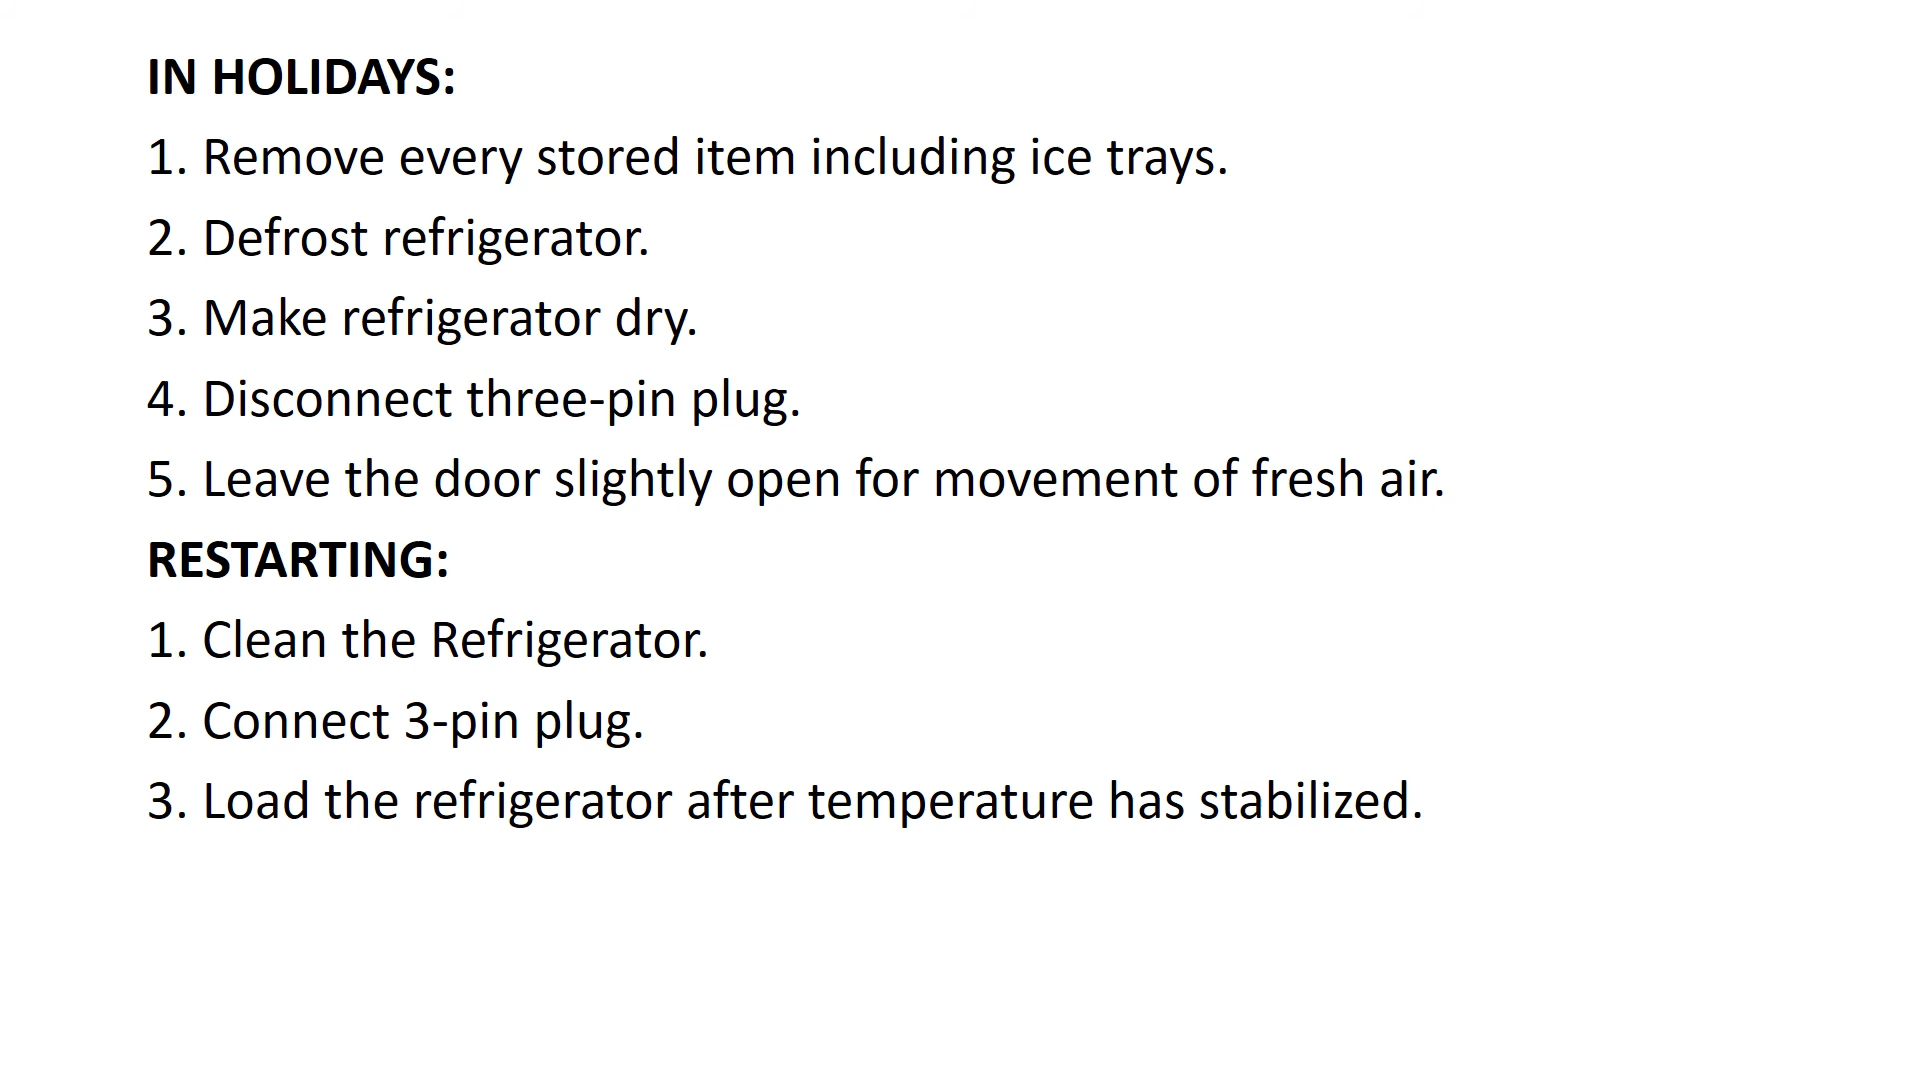 IN HOLIDAYS:
1. Remove every stored item including ice trays.
2. Defrost refrigerator.
3. Make refrigerator dry.
4. Disconnect three-pin plug.
5. Leave the door slightly open for movement of fresh air.
RESTARTING:
1. Clean the Refrigerator.
2. Connect 3-pin plug.
3. Load the refrigerator after temperature has stabilized.